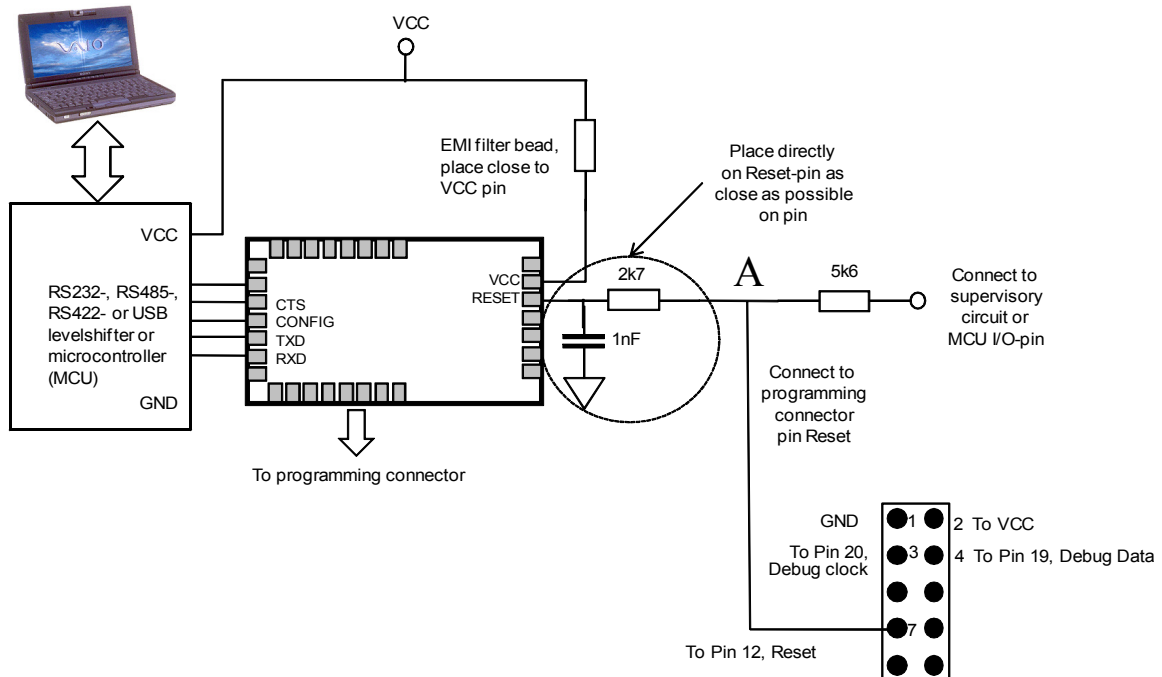 VCC
VAIO
EMI filter bead,
place close to
VCC pin
Place directly
on Reset-pin as
close as possible
on pin
VCC
RS232-, RS485-,
RS422- or USB
levelshifter or
microcontroller
(MCU)
GND
CTS
CONFIG
TXD
RXD
VCC
RESET
2k7
1nF
A
5k6
Connect to
supervisory
circuit or
MCU I/O-pin
Connect to
programming
connector
pin Reset
To programming connector
GND
1
2 To VCC
To Pin 20,
Debug clock
3
4 To Pin 19, Debug Data
7
To Pin 12, Reset